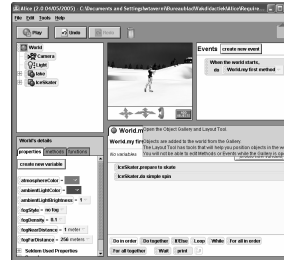 Alice (2.0 04/05/2005) - C:\Documents and Settings\
File Edit Tools Help
Play
Undo
Redo
World
Camera
Light
lake
IceSkater
Events create new event
When the world starts,
do World.my first method
World's details
properties methods functions
create new variable
atmosphereColor =
ambientLightColor =
ambientLightBrightness = 1
fogStyle = no fog
fogDensity = 0.1
fogNearDistance = 1 meter
fogFarDistance = 256 meters
Seldom Used Properties
World.m
World.my first
No variables
Open the Object Gallery and Layout Tool
Objects are added to the world from the Gallery.
The Layout Tool has tools that will help you position objects in the
You will not be able to edit Methods or Events while the Gallery is
IceSkater.prepare to skate
IceSkater.do simple spin
Do in order Do together If/Else Loop While For all in order
For all together Wait print //